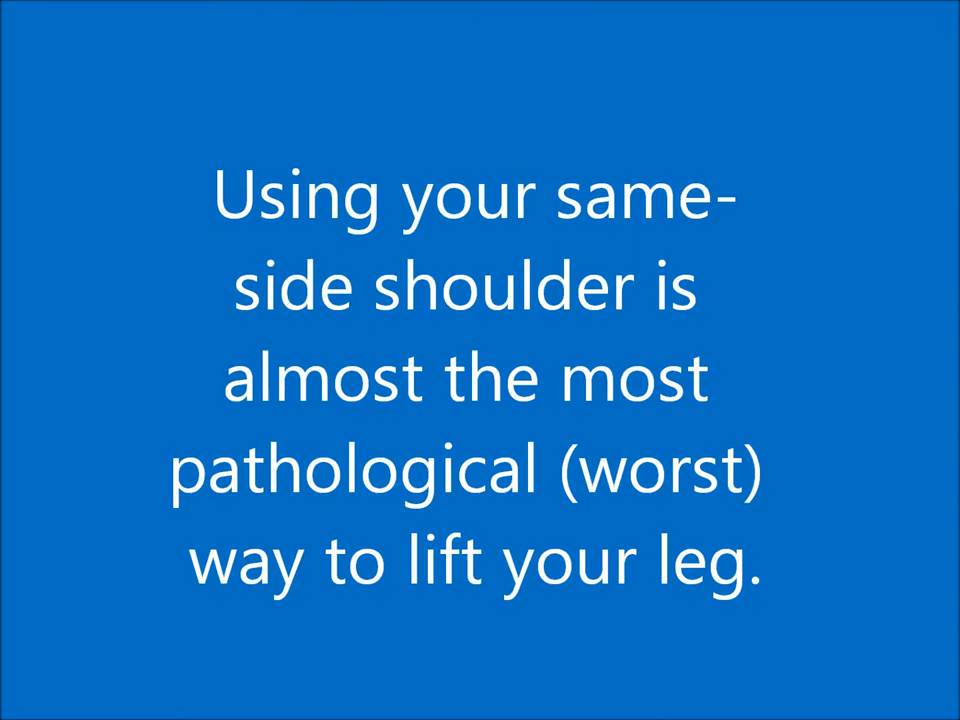 Using your same-
side shoulder is
almost the most
pathological (worst)
way to lift your leg.